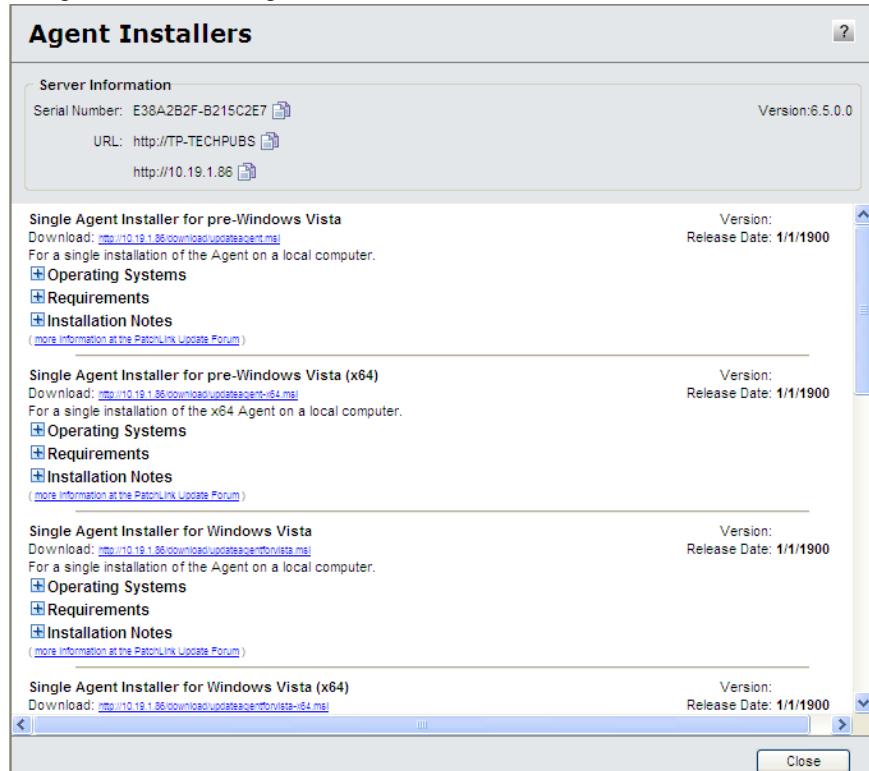 Agent Installers
?
Server Information
Serial Number: E38A2B2F-B215C2E7
Version:6.5.0.0
URL: http://TP-TECHPUBS
http://10.19.1.86
Single Agent Installer for pre-Windows Vista
Version:
Download: http://10.19.1.86/download/updateagent.msi
Release Date: 1/1/1900
For a single installation of the Agent on a local computer.
Operating Systems
Requirements
Installation Notes
( more information at the PatchLink Update Forum )
Single Agent Installer for pre-Windows Vista (x64)
Version:
Download: http://10.19.1.86/download/updateagent-x64.msi
Release Date: 1/1/1900
For a single installation of the x64 Agent on a local computer.
Operating Systems
Requirements
Installation Notes
( more information at the PatchLink Update Forum )
Single Agent Installer for Windows Vista
Version:
Download: http://10.19.1.86/download/updateagentforvista.msi
Release Date: 1/1/1900
For a single installation of the Agent on a local computer.
Operating Systems
Requirements
Installation Notes
( more information at the PatchLink Update Forum )
Single Agent Installer for Windows Vista (x64)
Version:
Download: http://10.19.1.86/download/updateagentforvista-x64.msi
Release Date: 1/1/1900
Close